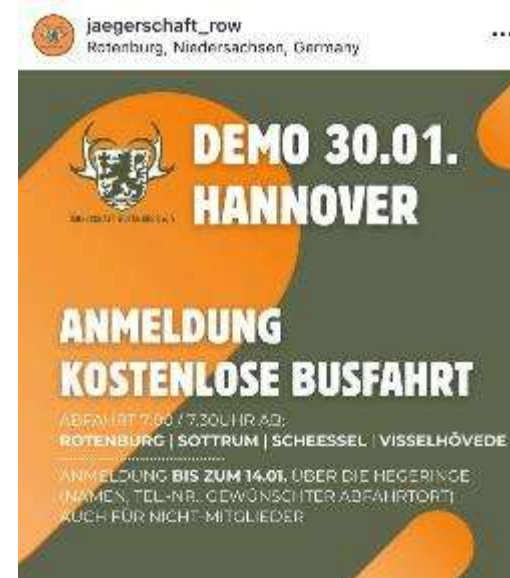 jaegerschaft_row
Rotenburg, Niedersachsen, Germany
DEMO 30.01.
HANNOVER
ANMELDUNG
KOSTENLOSE BUSFAHRT
ABFAHRT 7:00 / 7.30UHR AB:
ROTENBURG | SOTTRUM | SCHEESSEL | VISSELHÖVEDE
ANMELDUNG BIS ZUM 14.01. ÜBER DIE HEGERINGE
(NAMEN, TEL-NR., GEWÜNSCHTER ABFAHRTORT)
AUCH FÜR NICHT-MITGLIEDER